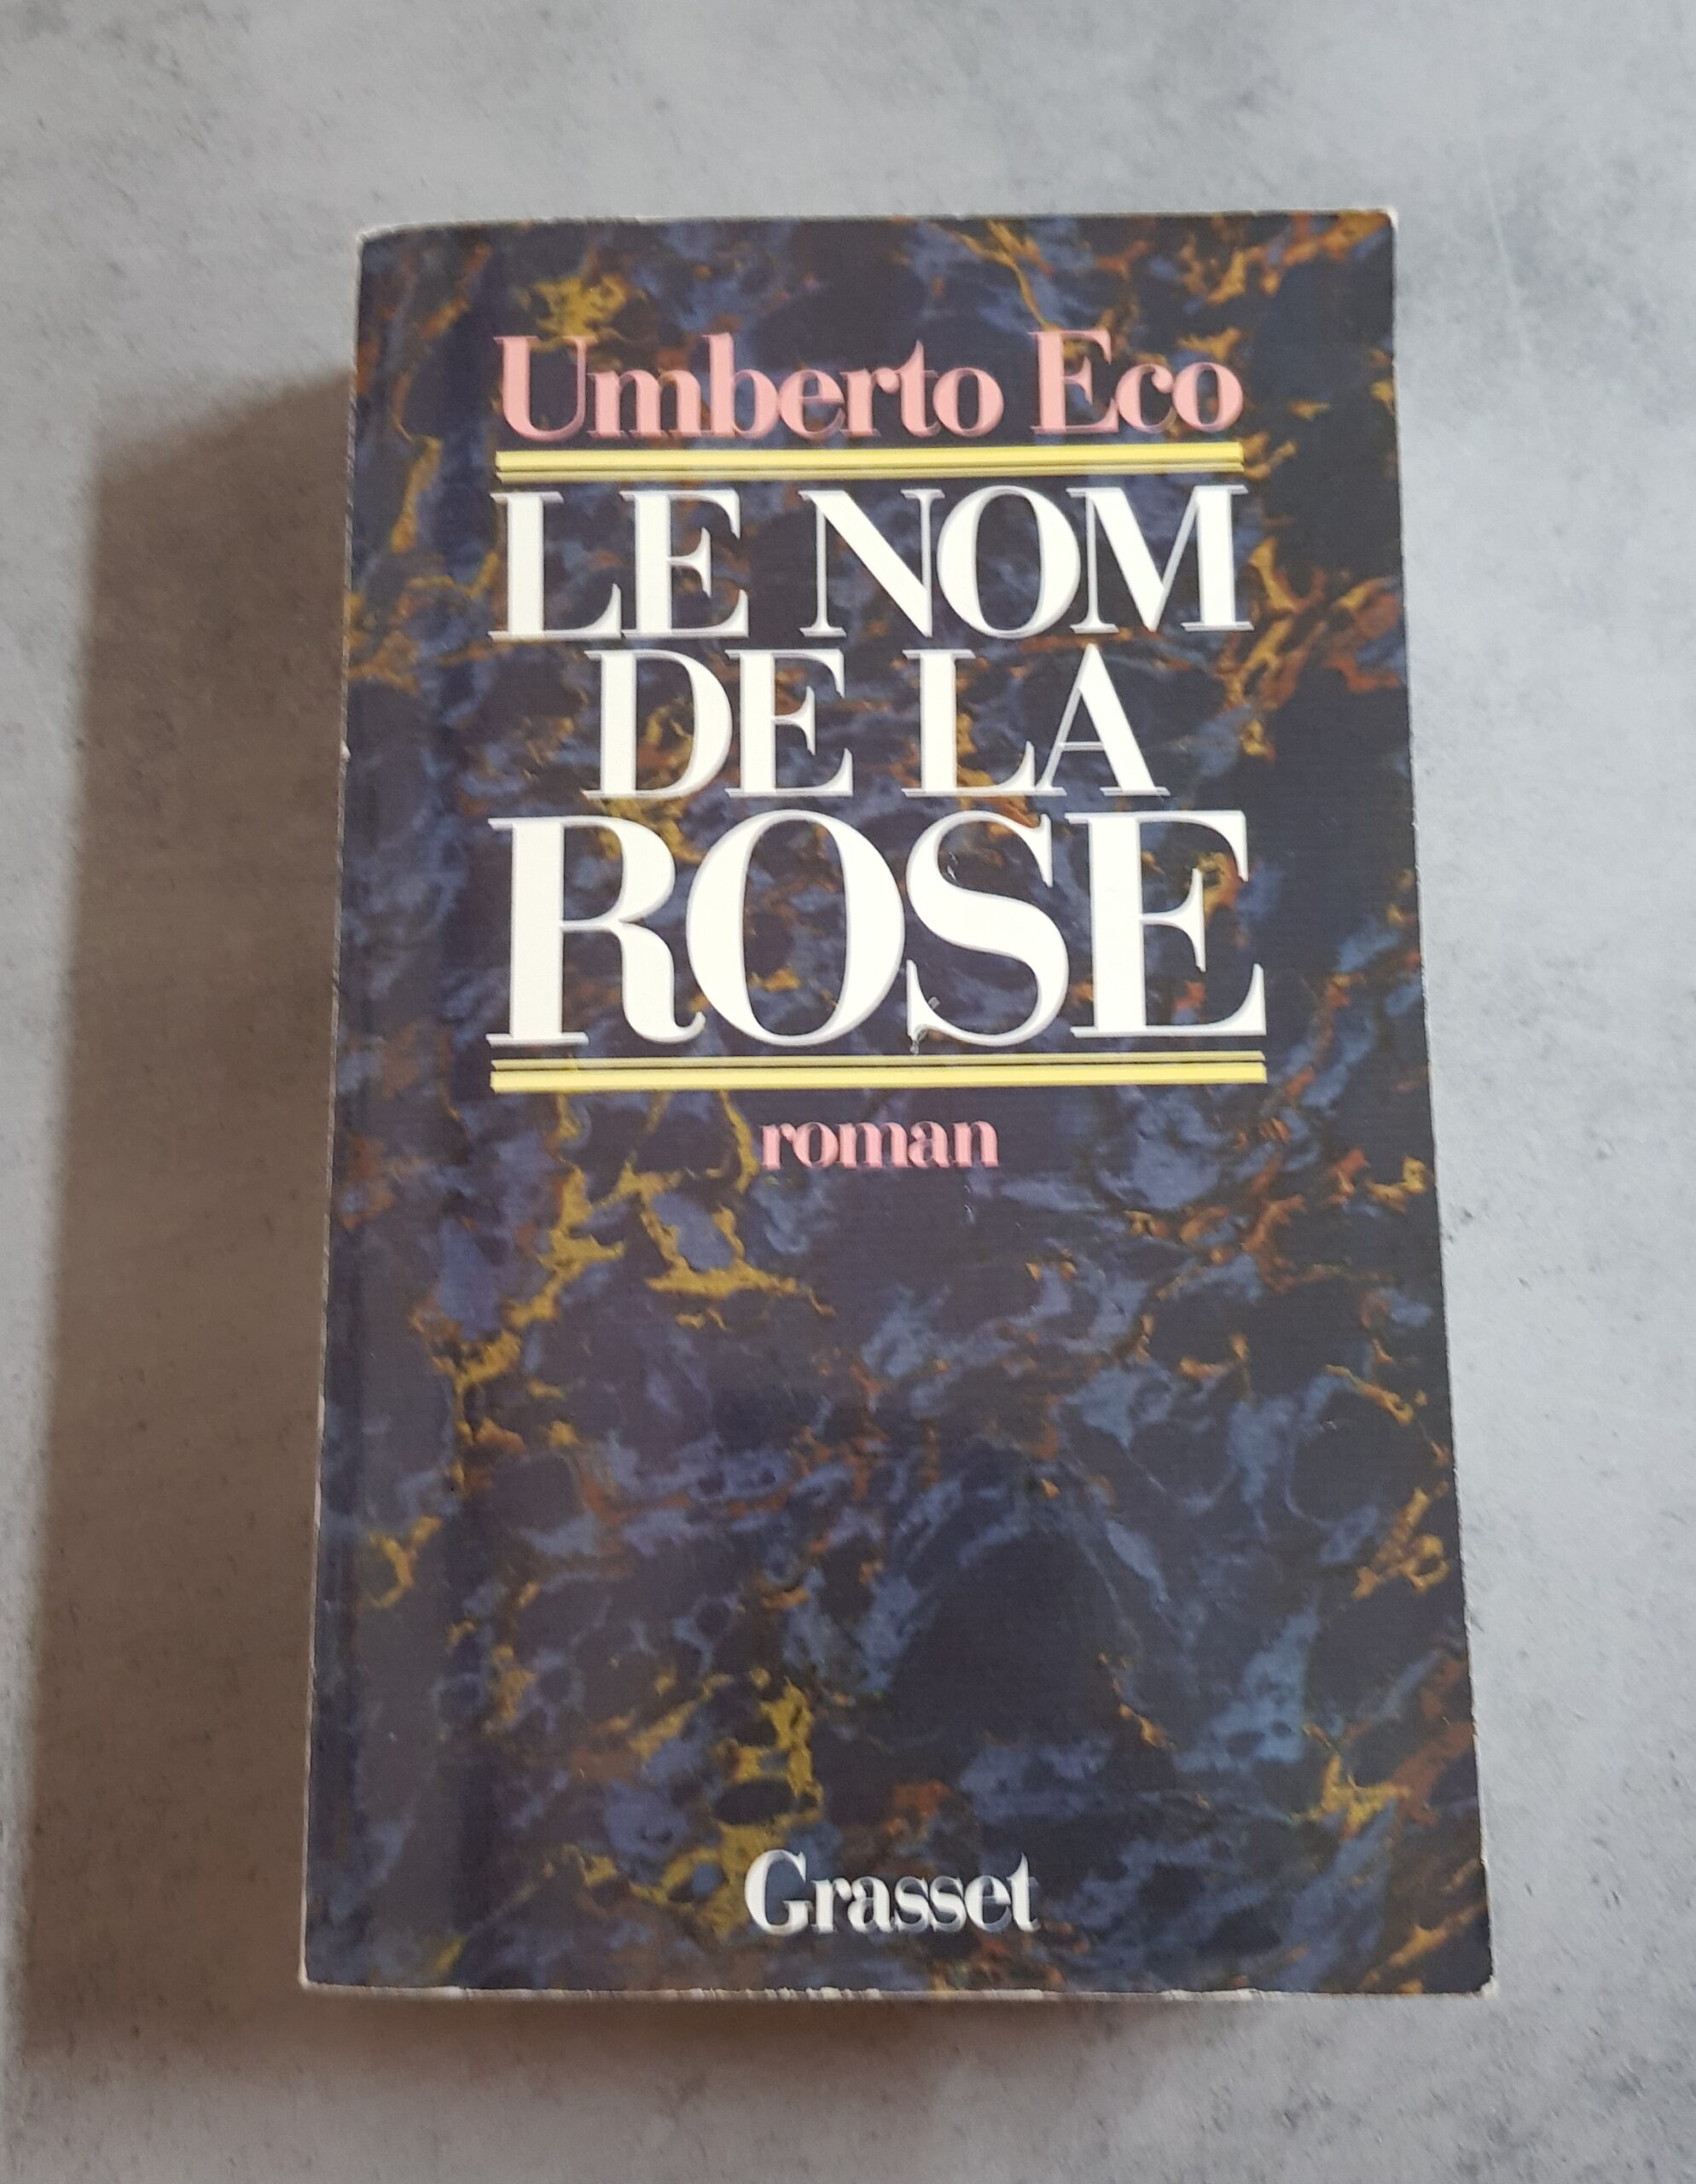 Umberto Eco
LE NOM
DE LA
ROSE
roman
Grasset